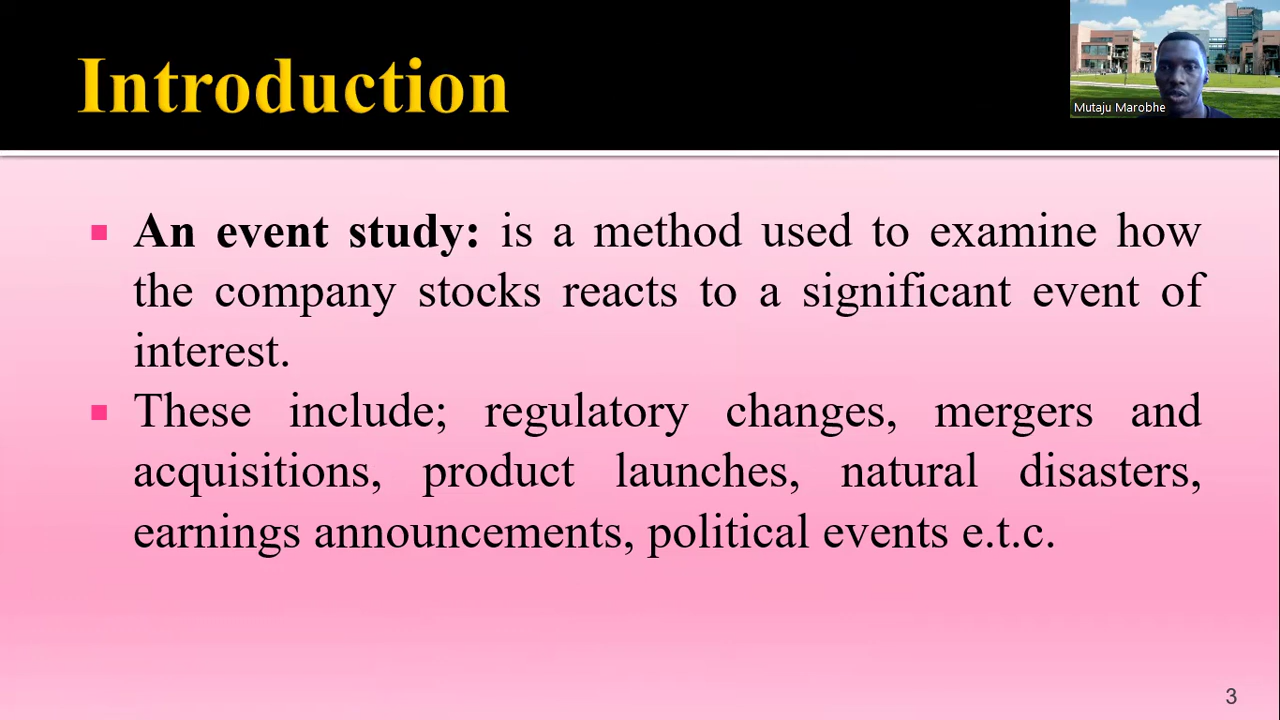 Introduction
Mutaju Marobhe
An event study: is a method used to examine how
the company stocks reacts to a significant event of
interest.
These include; regulatory changes, mergers and
acquisitions, product launches, natural disasters,
earnings announcements, political events e.t.c.
3